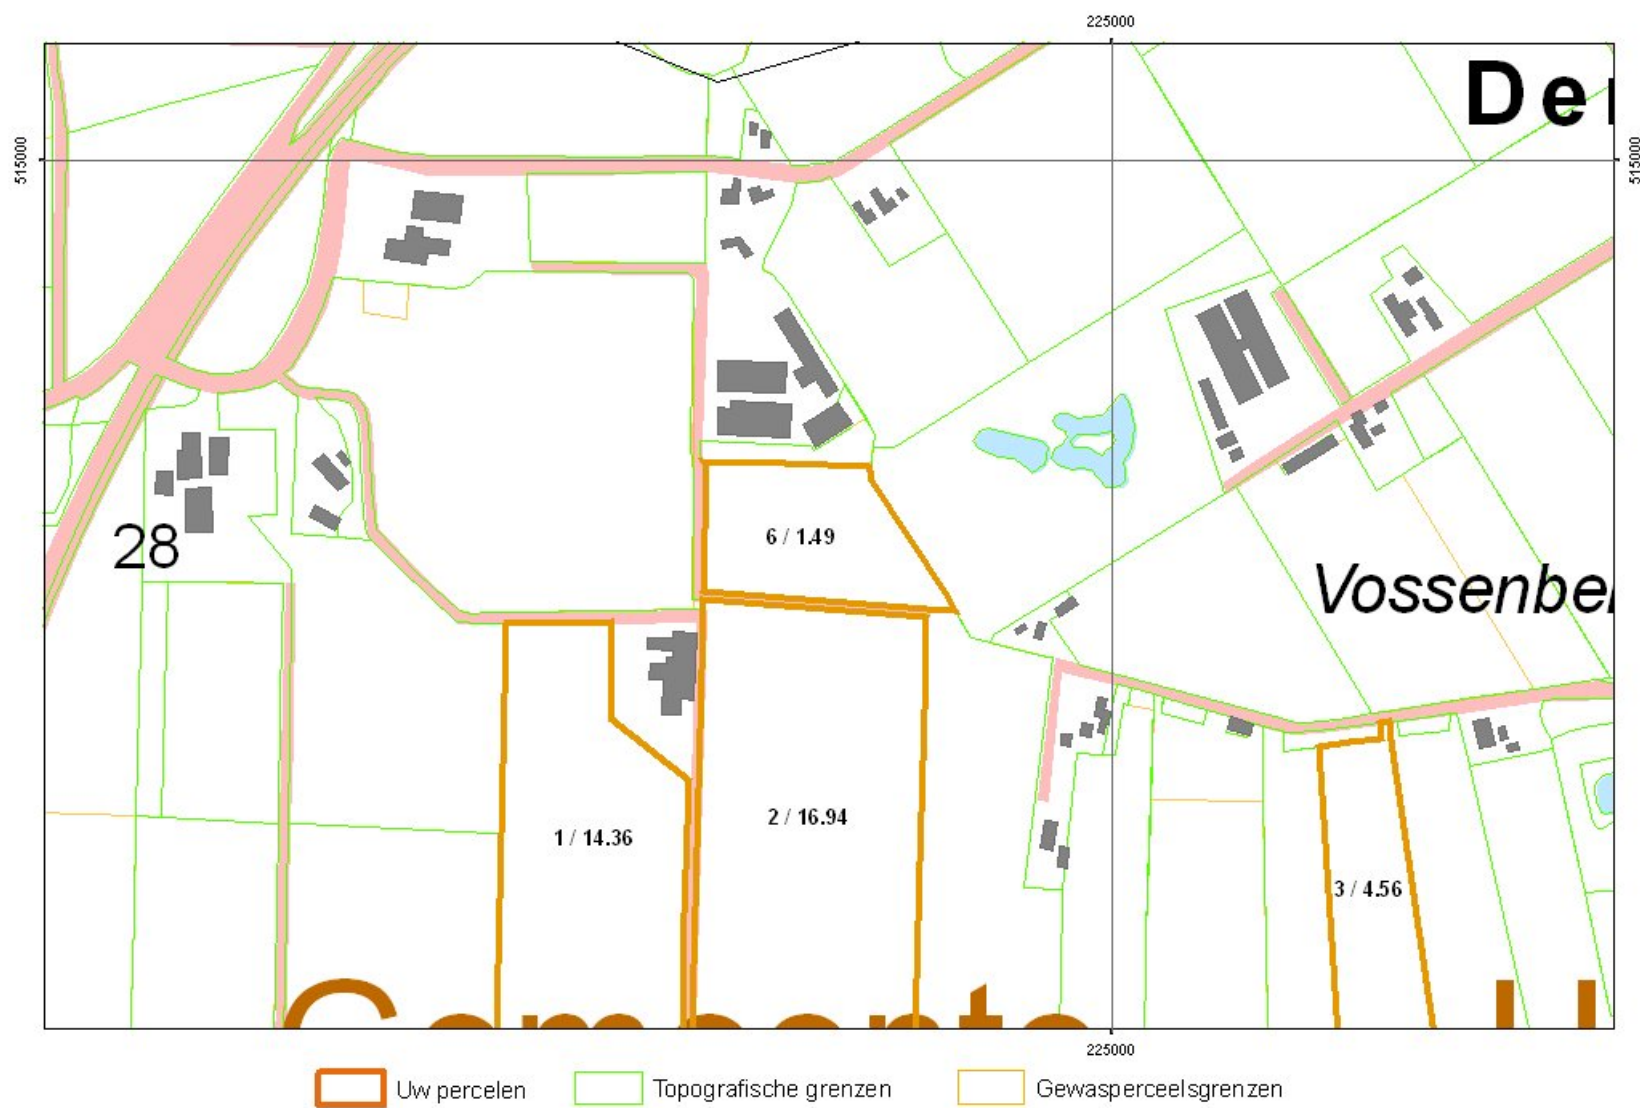 225000
De
515000
515000
28
6 / 1.49
Vossenbe
2 / 16.94
1 / 14.36
3 / 4.56
225000
Uw percelen
Topografische grenzen
Gewasperceelsgrenzen